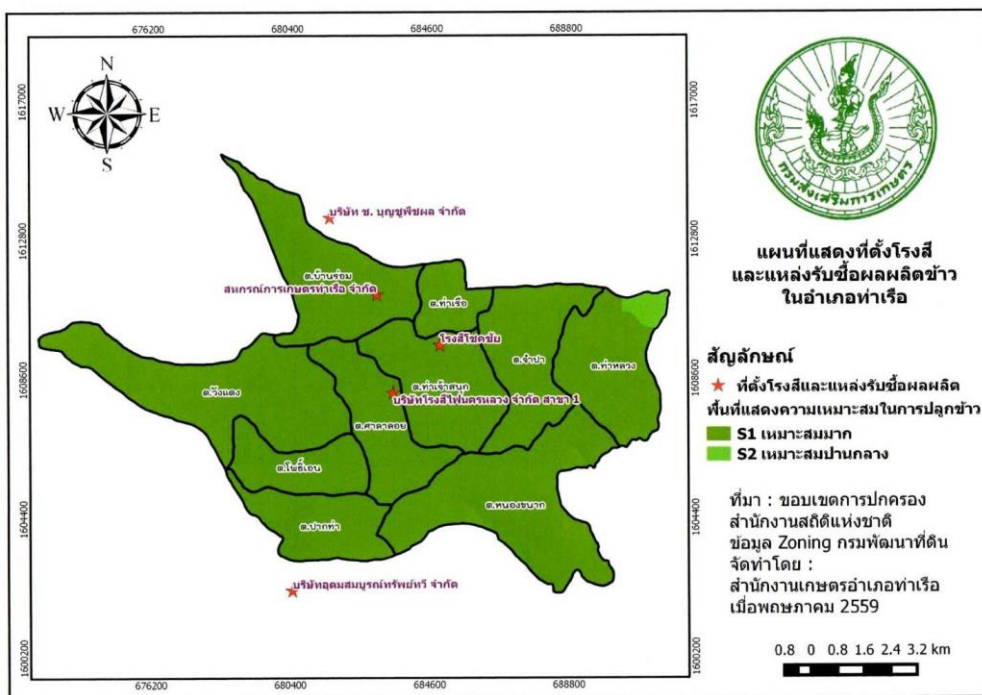 676200 680400 684600 688800
1617000
1612800
1608600
1604400
1600200
1617000
1612800
1608600
1604400
1600200
N
W E
S
บริษัท ช. บุญชูพืชผล จำกัด
ต.บ้านร่อม
สหกรณ์การเกษตรท่าเรือ จำกัด
ต.ท่าเรือ
โรงสีโชคชัย
ต.จำปา
ต.ท่าหลวง
ต.วังแดง
ต.ท่าเจ้าสนุก
บริษัทโรงสีไฟนครหลวง จำกัด สาขา 1
ต.ศาลาลอย
ต.โพธิ์เอน
ต.หนองขนาก
ต.ปากท่า
บริษัทอุดมสมบูรณ์ทรัพย์ทวี จำกัด
676200 680400 684600 688800
กรมส่งเสริมการเกษตร
แผนที่แสดงที่ตั้งโรงสี
และแหล่งรับซื้อผลผลิตข้าว
ในอำเภอท่าเรือ
สัญลักษณ์
ที่ตั้งโรงสีและแหล่งรับซื้อผลผลิต
พื้นที่แสดงความเหมาะสมในการปลูกข้าว
S1 เหมาะสมมาก
S2 เหมาะสมปานกลาง
ที่มา : ขอบเขตการปกครอง
สำนักงานสถิติแห่งชาติ
ข้อมูล Zoning กรมพัฒนาที่ดิน
จัดทำโดย :
สำนักงานเกษตรอำเภอท่าเรือ
เมื่อพฤษภาคม 2559
0.8 0 0.8 1.6 2.4 3.2 km